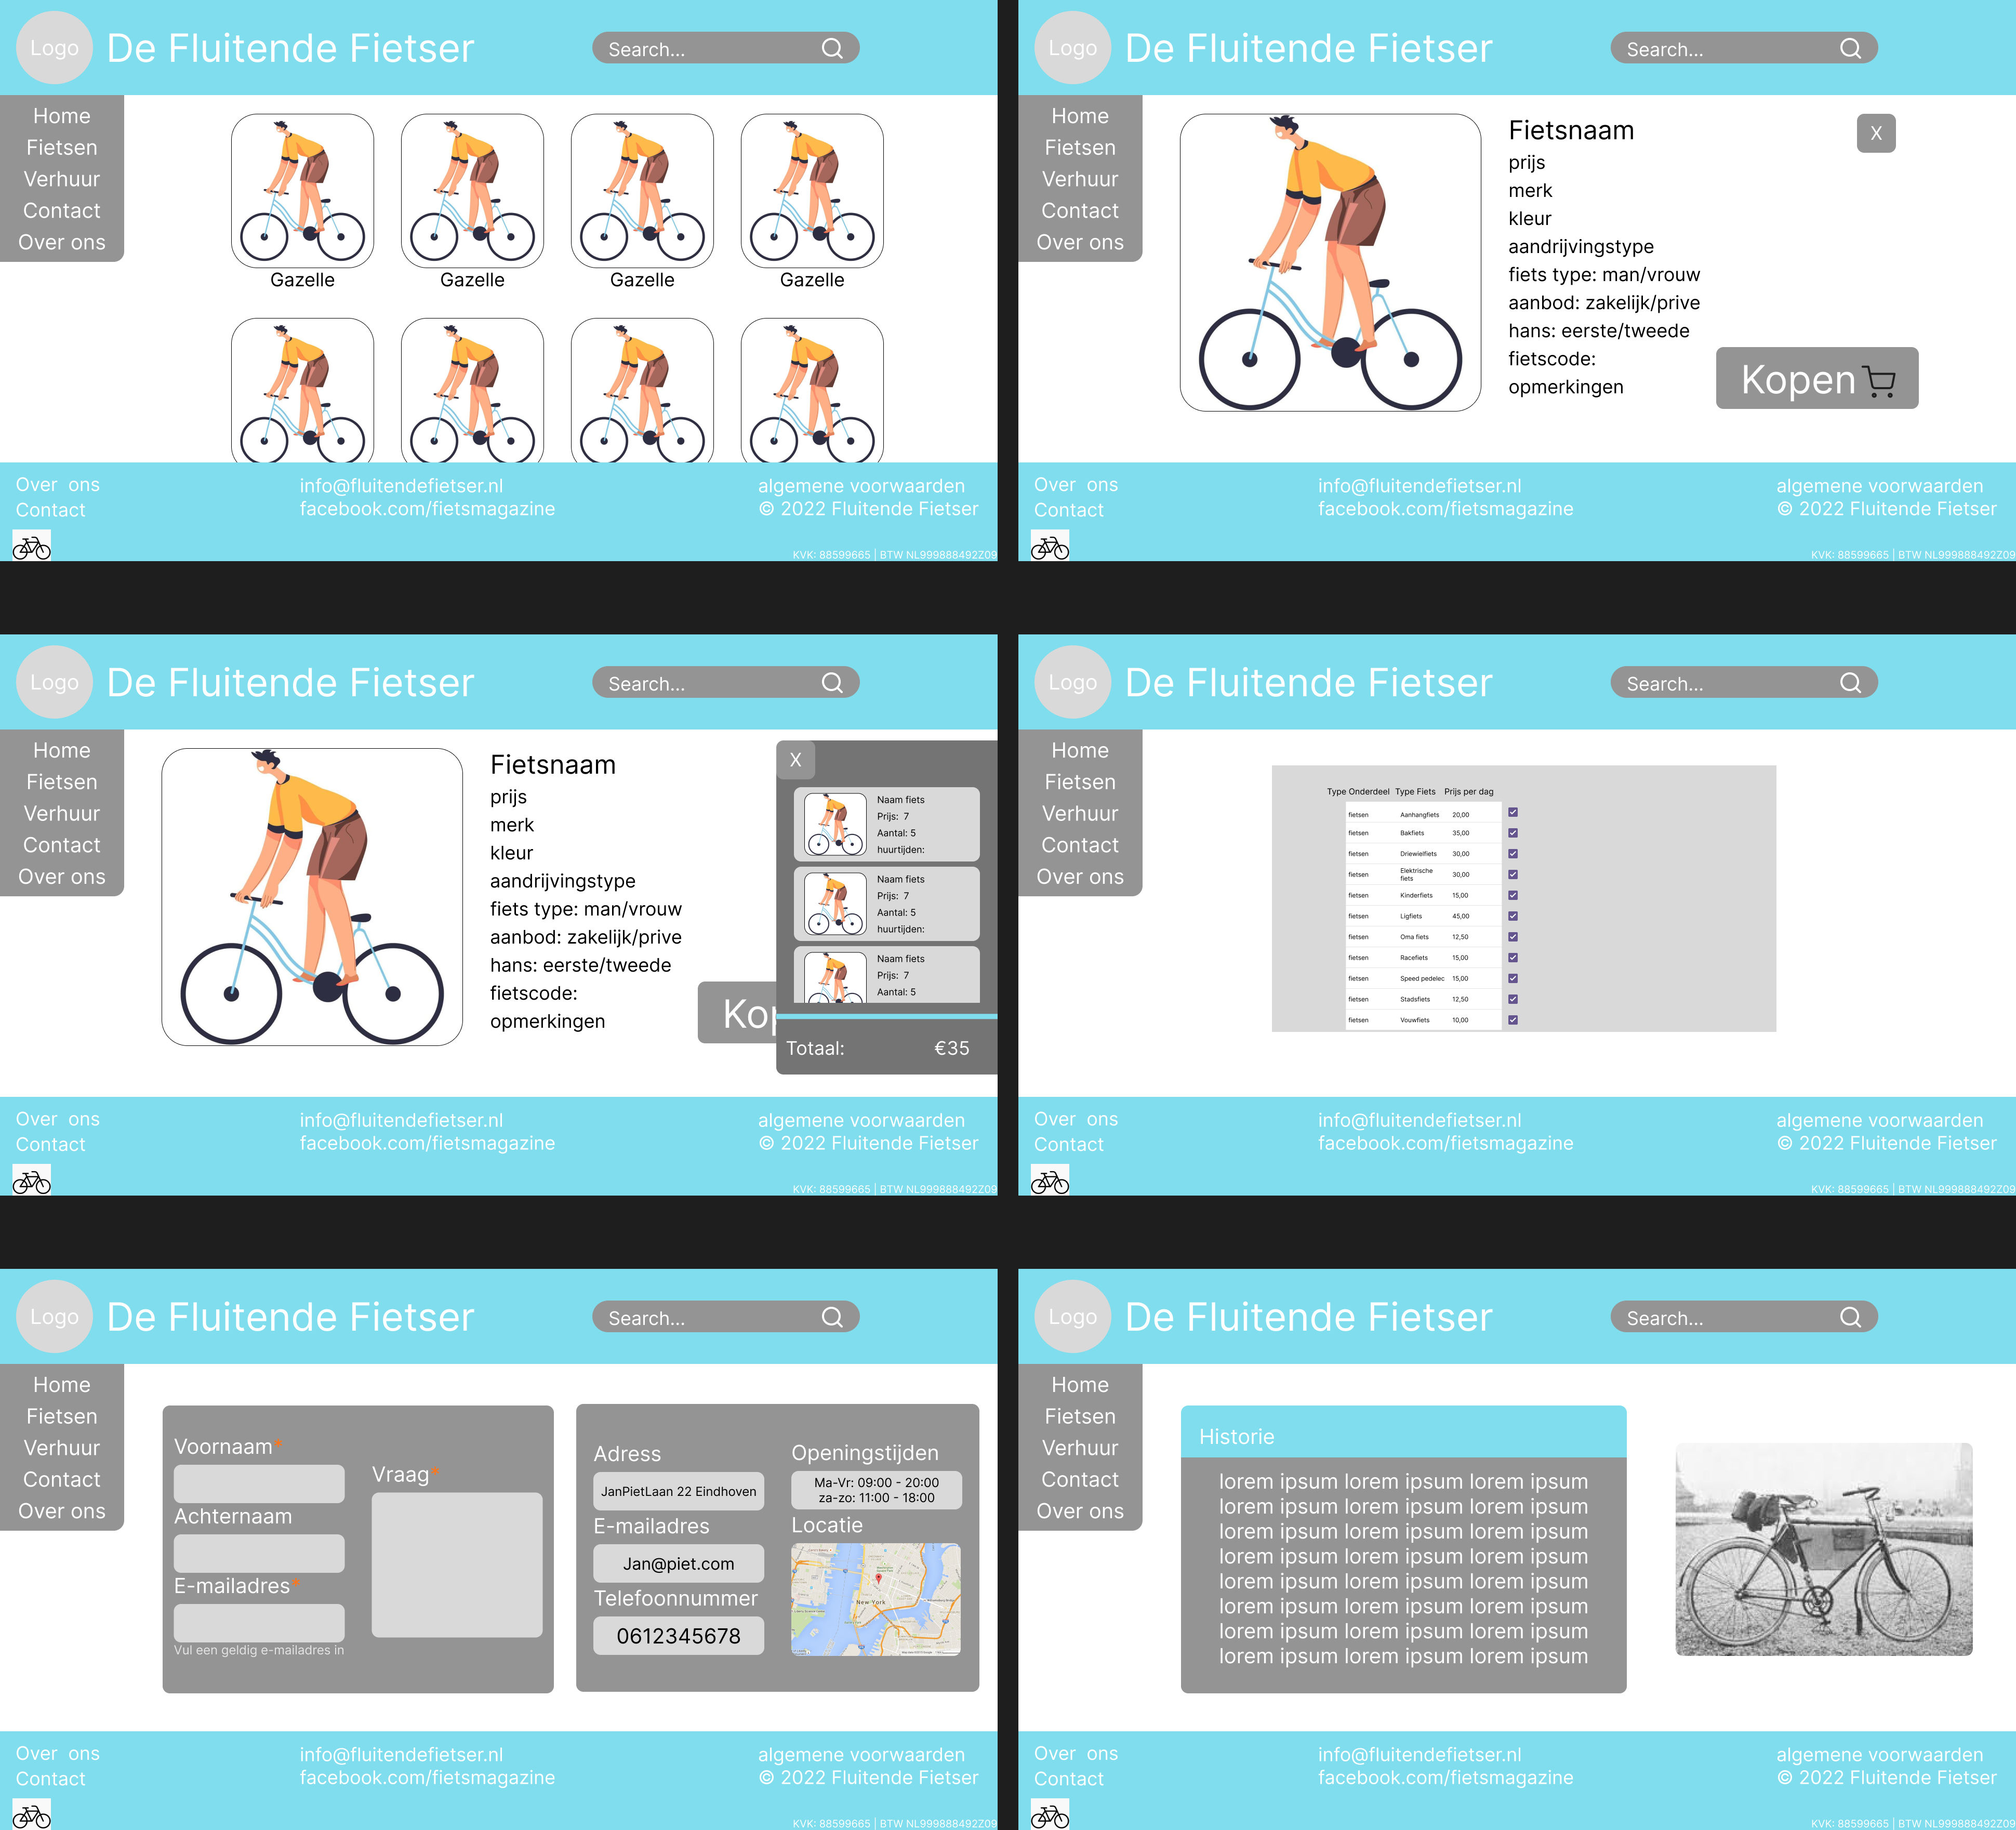 Logo
De Fluitende Fietser
Search...
Home
Fietsen
Verhuur
Contact
Over ons
Gazelle
Gazelle
Gazelle
Gazelle
Over ons
Contact
info@fluitendefietser.nl
facebook.com/fietsmagazine
algemene voorwaarden
© 2022 Fluitende Fietser
KVK: 88599665 | BTW NL999888492Z09
Logo
De Fluitende Fietser
Search...
Home
Fietsen
Verhuur
Contact
Over ons
Fietsnaam
X
prijs
merk
kleur
aandrijvingstype
fiets type: man/vrouw
aanbod: zakelijk/prive
hans: eerste/tweede
fietscode:
opmerkingen
Kopen
Over ons
Contact
info@fluitendefietser.nl
facebook.com/fietsmagazine
algemene voorwaarden
© 2022 Fluitende Fietser
KVK: 88599665 | BTW NL999888492Z09
Logo
De Fluitende Fietser
Search...
Home
Fietsen
Verhuur
Contact
Over ons
Fietsnaam
prijs
merk
kleur
aandrijvingstype
fiets type: man/vrouw
aanbod: zakelijk/prive
hans: eerste/tweede
fietscode:
opmerkingen
Kop
X
Naam fiets
Prijs: 7
Aantal: 5
huurtijden:
Naam fiets
Prijs: 7
Aantal: 5
huurtijden:
Naam fiets
Prijs: 7
Aantal: 5
Totaal: €35
Over ons
Contact
info@fluitendefietser.nl
facebook.com/fietsmagazine
algemene voorwaarden
© 2022 Fluitende Fietser
KVK: 88599665 | BTW NL999888492Z09
Logo
De Fluitende Fietser
Search...
Home
Fietsen
Verhuur
Contact
Over ons
Type Onderdeel Type Fiets Prijs per dag
fietsen Aanhangfiets 20,00
fietsen Bakfiets 35,00
fietsen Driewielfiets 30,00
fietsen Elektrische fiets 30,00
fietsen Kinderfiets 15,00
fietsen Ligfiets 45,00
fietsen Oma fiets 12,50
fietsen Racefiets 15,00
fietsen Speed pedelec 15,00
fietsen Stadsfiets 12,50
fietsen Vouwfiets 10,00
Over ons
Contact
info@fluitendefietser.nl
facebook.com/fietsmagazine
algemene voorwaarden
© 2022 Fluitende Fietser
KVK: 88599665 | BTW NL999888492Z09
Logo
De Fluitende Fietser
Search...
Home
Fietsen
Verhuur
Contact
Over ons
Voornaam*
Achternaam
E-mailadres*
Vul een geldig e-mailadres in
Vraag*
Adress
JanPietLaan 22 Eindhoven
E-mailadres
Jan@piet.com
Telefoonnummer
0612345678
Openingstijden
Ma-Vr: 09:00 - 20:00
za-zo: 11:00 - 18:00
Locatie
New York
Over ons
Contact
info@fluitendefietser.nl
facebook.com/fietsmagazine
algemene voorwaarden
© 2022 Fluitende Fietser
KVK: 88599665 | BTW NL999888492Z09
Logo
De Fluitende Fietser
Search...
Home
Fietsen
Verhuur
Contact
Over ons
Historie
lorem ipsum lorem ipsum lorem ipsum
lorem ipsum lorem ipsum lorem ipsum
lorem ipsum lorem ipsum lorem ipsum
lorem ipsum lorem ipsum lorem ipsum
lorem ipsum lorem ipsum lorem ipsum
lorem ipsum lorem ipsum lorem ipsum
lorem ipsum lorem ipsum lorem ipsum
lorem ipsum lorem ipsum lorem ipsum
Over ons
Contact
info@fluitendefietser.nl
facebook.com/fietsmagazine
algemene voorwaarden
© 2022 Fluitende Fietser
KVK: 88599665 | BTW NL999888492Z09